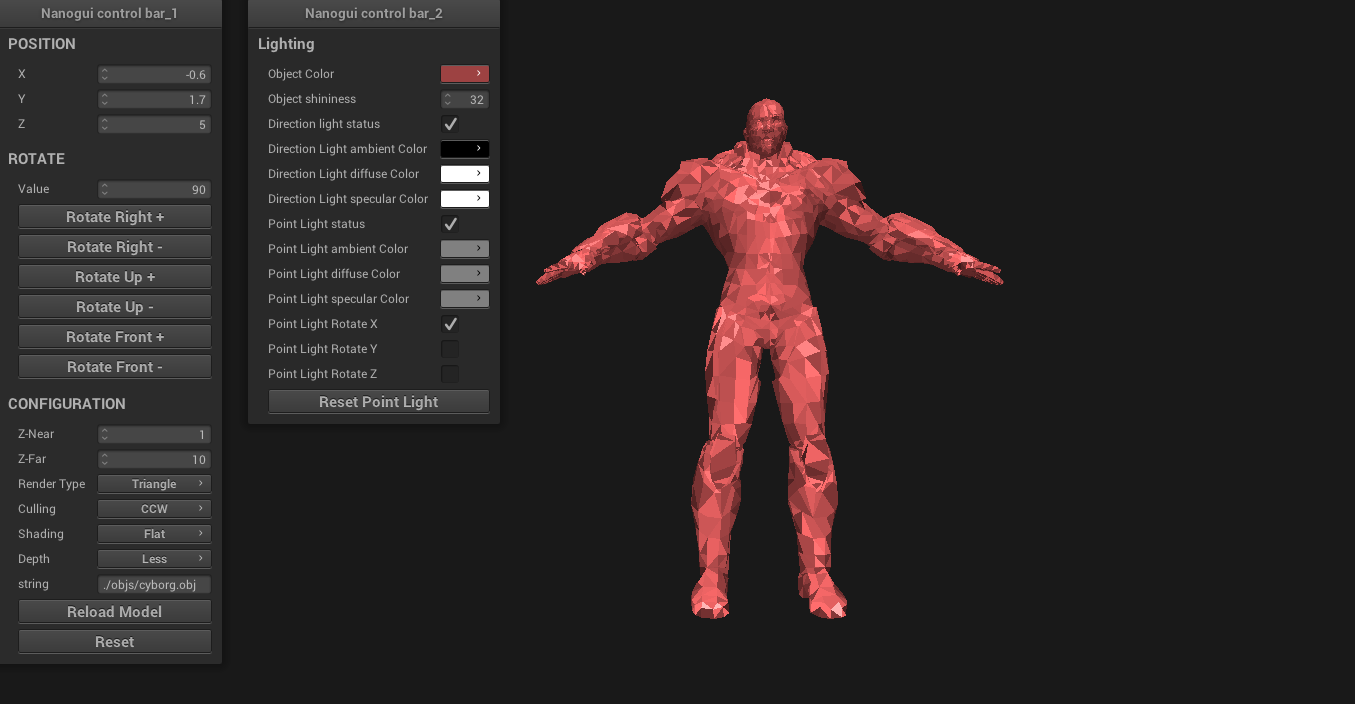 Nanogui control bar_1
POSITION
X -0.6
Y 1.7
Z 5
ROTATE
Value 90
Rotate Right +
Rotate Right -
Rotate Up +
Rotate Up -
Rotate Front +
Rotate Front -
CONFIGURATION
Z-Near 1
Z-Far 10
Render Type Triangle
Culling CCW
Shading Flat
Depth Less
string ./objs/cyborg.obj
Reload Model
Reset
Nanogui control bar_2
Lighting
Object Color
Object shininess 32
Direction light status
Direction Light ambient Color
Direction Light diffuse Color
Direction Light specular Color
Point Light status
Point Light ambient Color
Point Light diffuse Color
Point Light specular Color
Point Light Rotate X
Point Light Rotate Y
Point Light Rotate Z
Reset Point Light